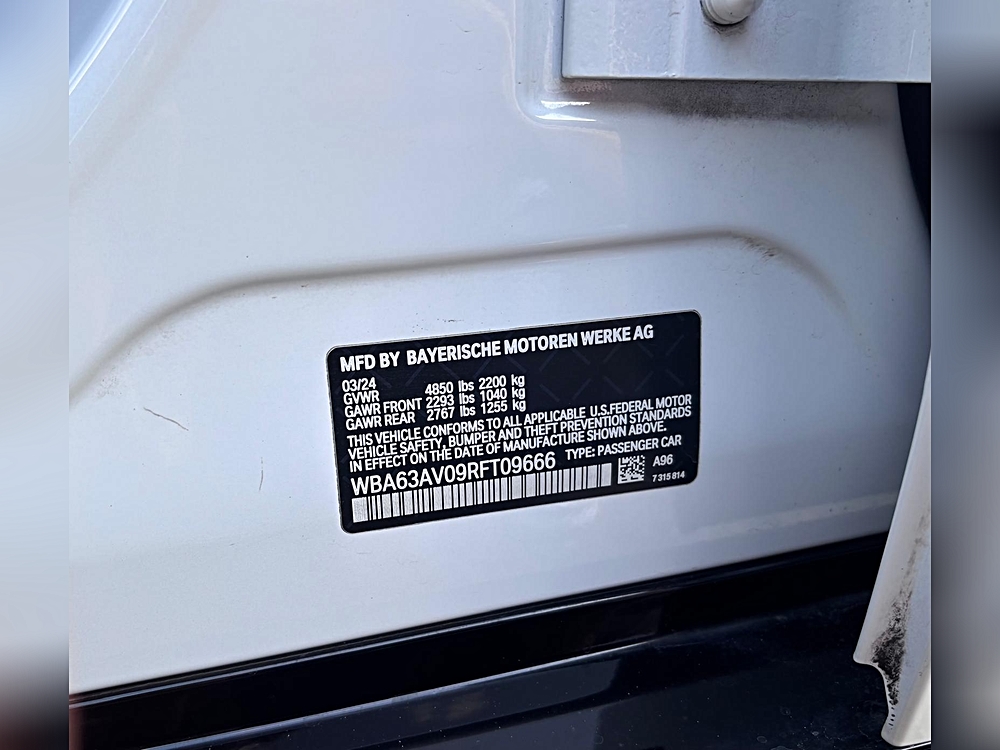 MFD BY BAYERISCHE MOTOREN WERKE AG
03/24
GVWR 4850 lbs 2200 kg
GAWR FRONT 2293 lbs 1040 kg
GAWR REAR 2767 lbs 1255 kg
THIS VEHICLE CONFORMS TO ALL APPLICABLE U.S.FEDERAL MOTOR
VEHICLE SAFETY, BUMPER AND THEFT PREVENTION STANDARDS
IN EFFECT ON THE DATE OF MANUFACTURE SHOWN ABOVE.
TYPE: PASSENGER CAR
WBA63AV09RFT09666
A96
7 315 814